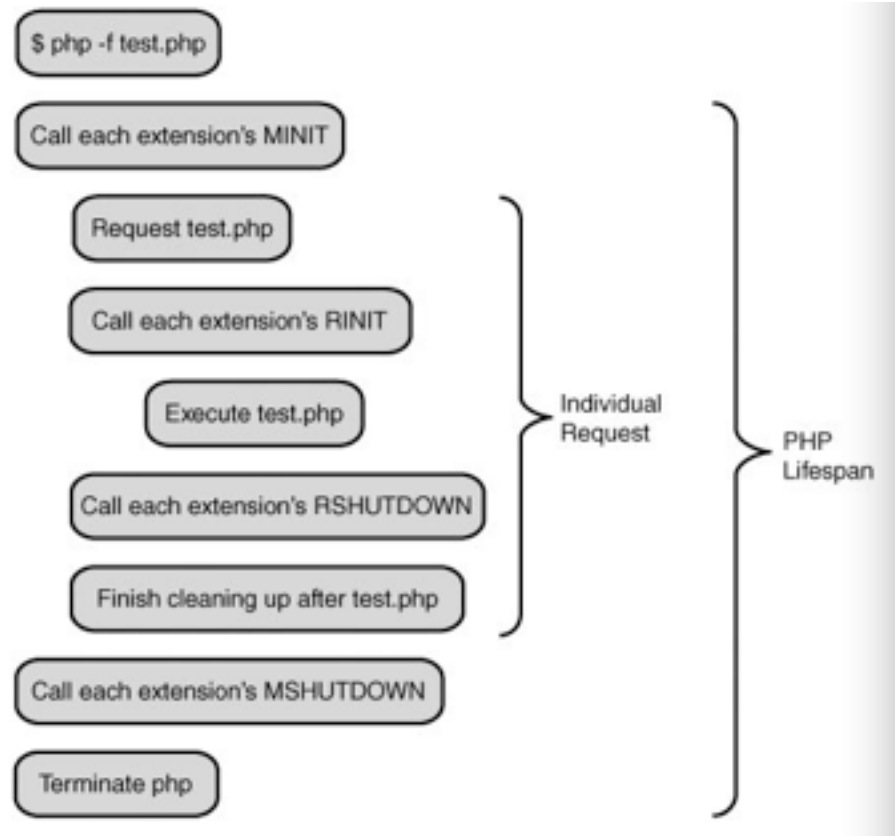 $ php -f test.php
Call each extension's MINIT
Request test.php
Call each extension's RINIT
Execute test.php
Individual
Request
PHP
Lifespan
Call each extension's RSHUTDOWN
Finish cleaning up after test.php
Call each extension's MSHUTDOWN
Terminate php